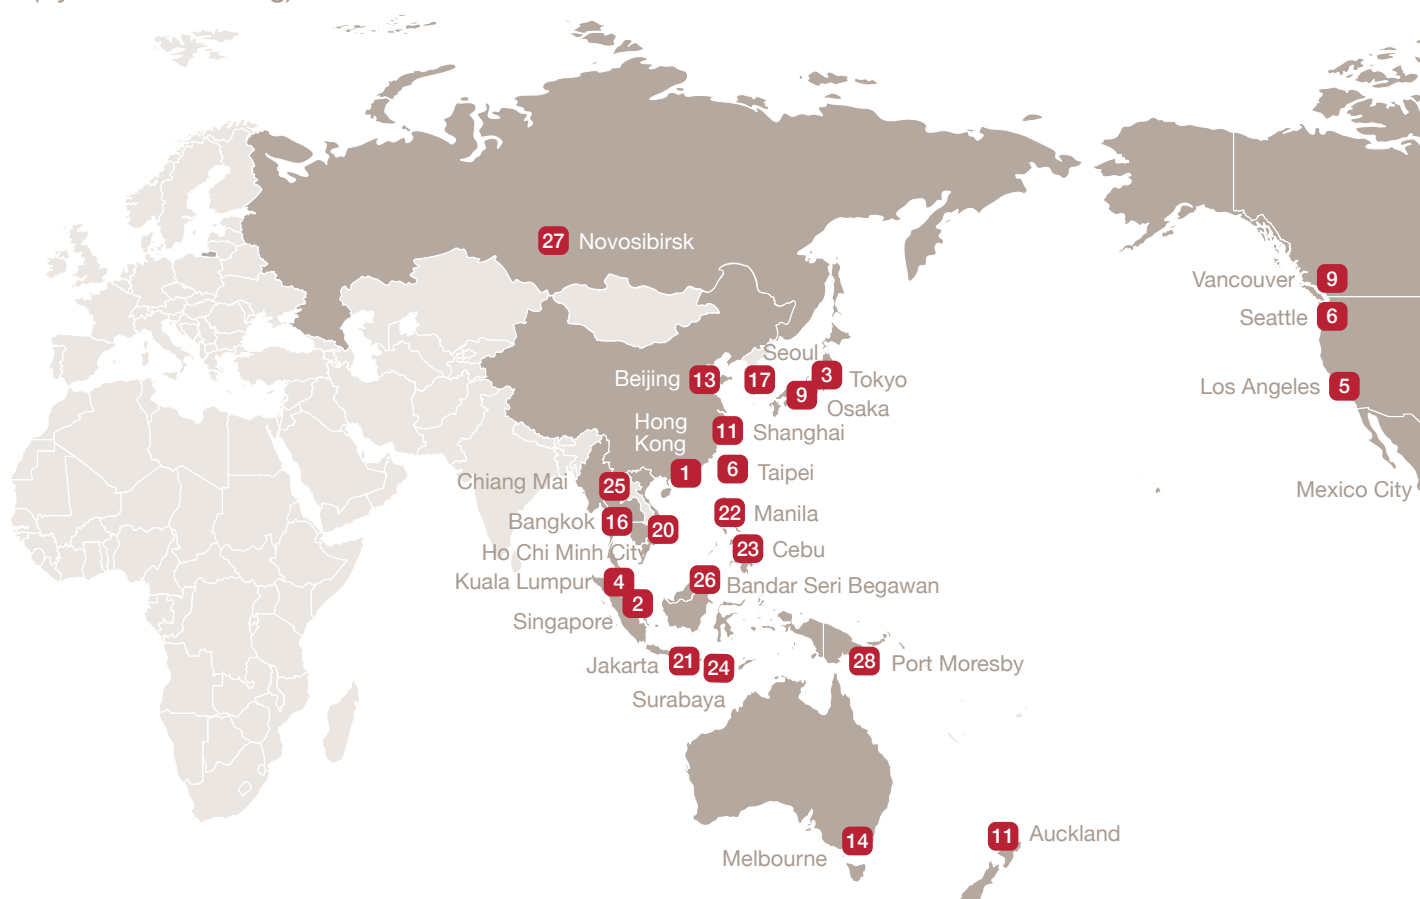 27 Novosibirsk
Vancouver 9
Seattle 6
Seoul
Beijing 13
17
3 Tokyo
Los Angeles 5
9
Osaka
Hong
Kong
11 Shanghai
1
6 Taipei
Chiang Mai 25
Mexico City
Bangkok 16
22 Manila
20
Ho Chi Minh City
23 Cebu
Kuala Lumpur 4
26 Bandar Seri Begawan
2
Singapore
Jakarta 21
24
28 Port Moresby
Surabaya
14
Melbourne
11 Auckland